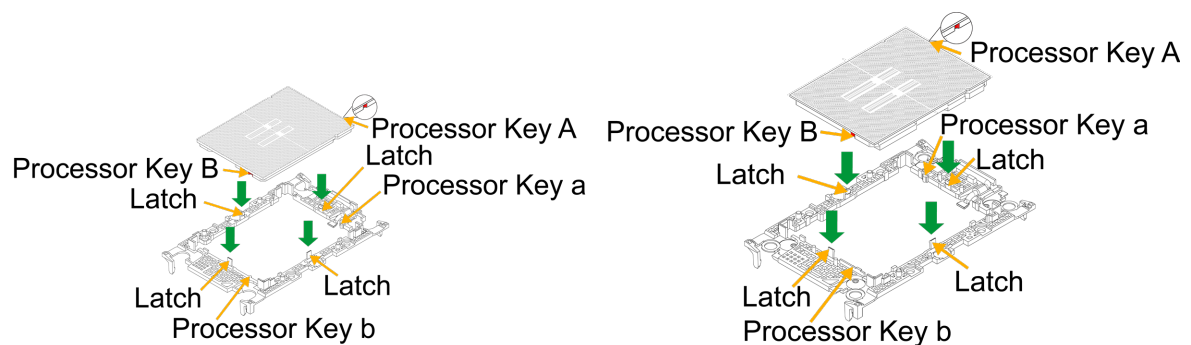 Processor Key A
Latch
Processor Key B
Processor Key a
Latch
Latch
Latch
Processor Key b
Processor Key A
Processor Key a
Processor Key B
Latch
Latch
Latch
Latch
Processor Key b